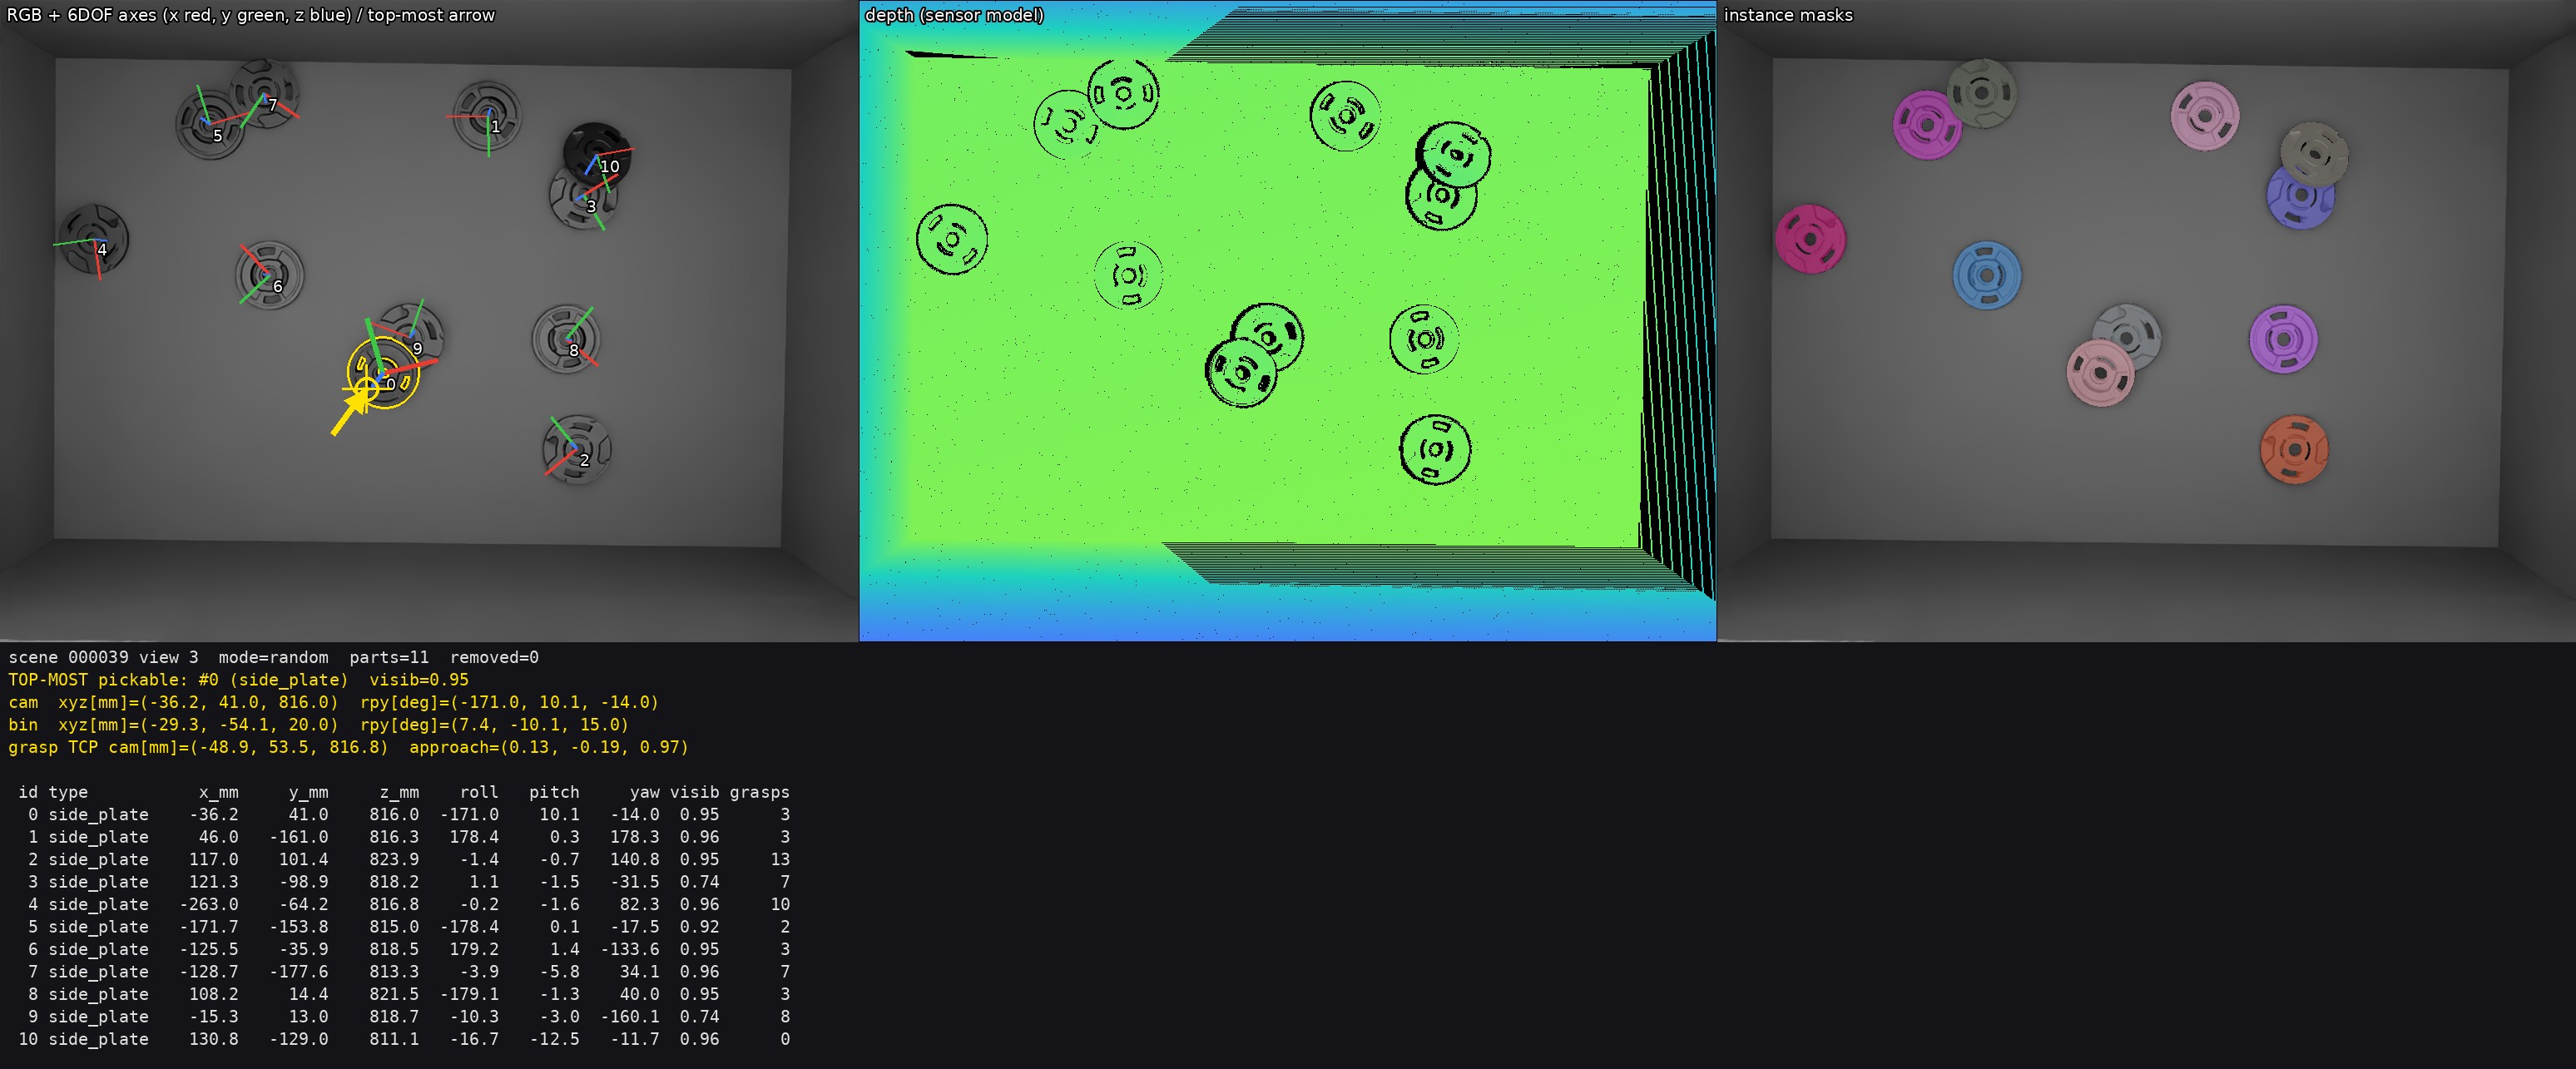 RGB + 6DOF axes (x red, y green, z blue) / top-most arrow
depth (sensor model)
instance masks
7
5
1
10
3
4
6
9
8
0
2
scene 000039 view 3  mode=random  parts=11  removed=0
TOP-MOST pickable: #0 (side_plate)  visib=0.95
cam  xyz[mm]=(-36.2, 41.0, 816.0)  rpy[deg]=(-171.0, 10.1, -14.0)
bin  xyz[mm]=(-29.3, -54.1, 20.0)  rpy[deg]=(7.4, -10.1, 15.0)
grasp TCP cam[mm]=(-48.9, 53.5, 816.8)  approach=(0.13, -0.19, 0.97)
id type x_mm y_mm z_mm roll pitch yaw visib grasps
0 side_plate -36.2 41.0 816.0 -171.0 10.1 -14.0 0.95 3
1 side_plate 46.0 -161.0 816.3 178.4 0.3 178.3 0.96 3
2 side_plate 117.0 101.4 823.9 -1.4 -0.7 140.8 0.95 13
3 side_plate 121.3 -98.9 818.2 1.1 -1.5 -31.5 0.74 7
4 side_plate -263.0 -64.2 816.8 -0.2 -1.6 82.3 0.96 10
5 side_plate -171.7 -153.8 815.0 -178.4 0.1 -17.5 0.92 2
6 side_plate -125.5 -35.9 818.5 179.2 1.4 -133.6 0.95 3
7 side_plate -128.7 -177.6 813.3 -3.9 -5.8 34.1 0.96 7
8 side_plate 108.2 14.4 821.5 -179.1 -1.3 40.0 0.95 3
9 side_plate -15.3 13.0 818.7 -10.3 -3.0 -160.1 0.74 8
10 side_plate 130.8 -129.0 811.1 -16.7 -12.5 -11.7 0.96 0